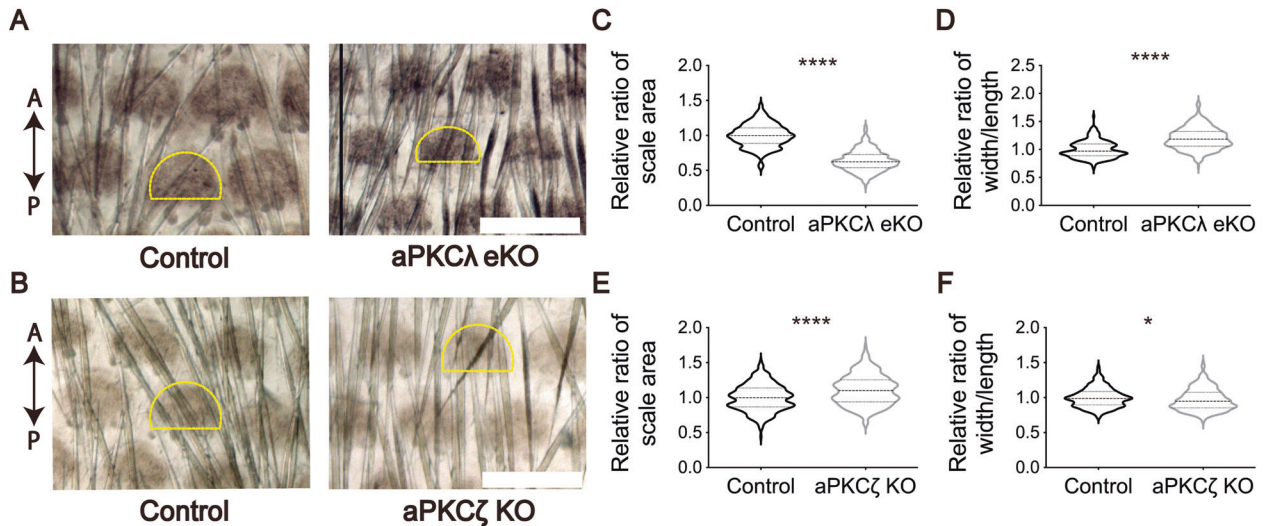 A
A
P
Control
aPKCλ eKO
B
A
P
Control
aPKCζ KO
C
Relative ratio of
scale area
2.0
1.5
1.0
0.5
0.0
****
Control
aPKCλ eKO
D
Relative ratio of
width/length
2.5
2.0
1.5
1.0
0.5
0.0
****
Control
aPKCλ eKO
E
Relative ratio of
scale area
2.0
1.5
1.0
0.5
0.0
****
Control
aPKCζ KO
F
Relative ratio of
width/length
2.0
1.5
1.0
0.5
0.0
*
Control
aPKCζ KO